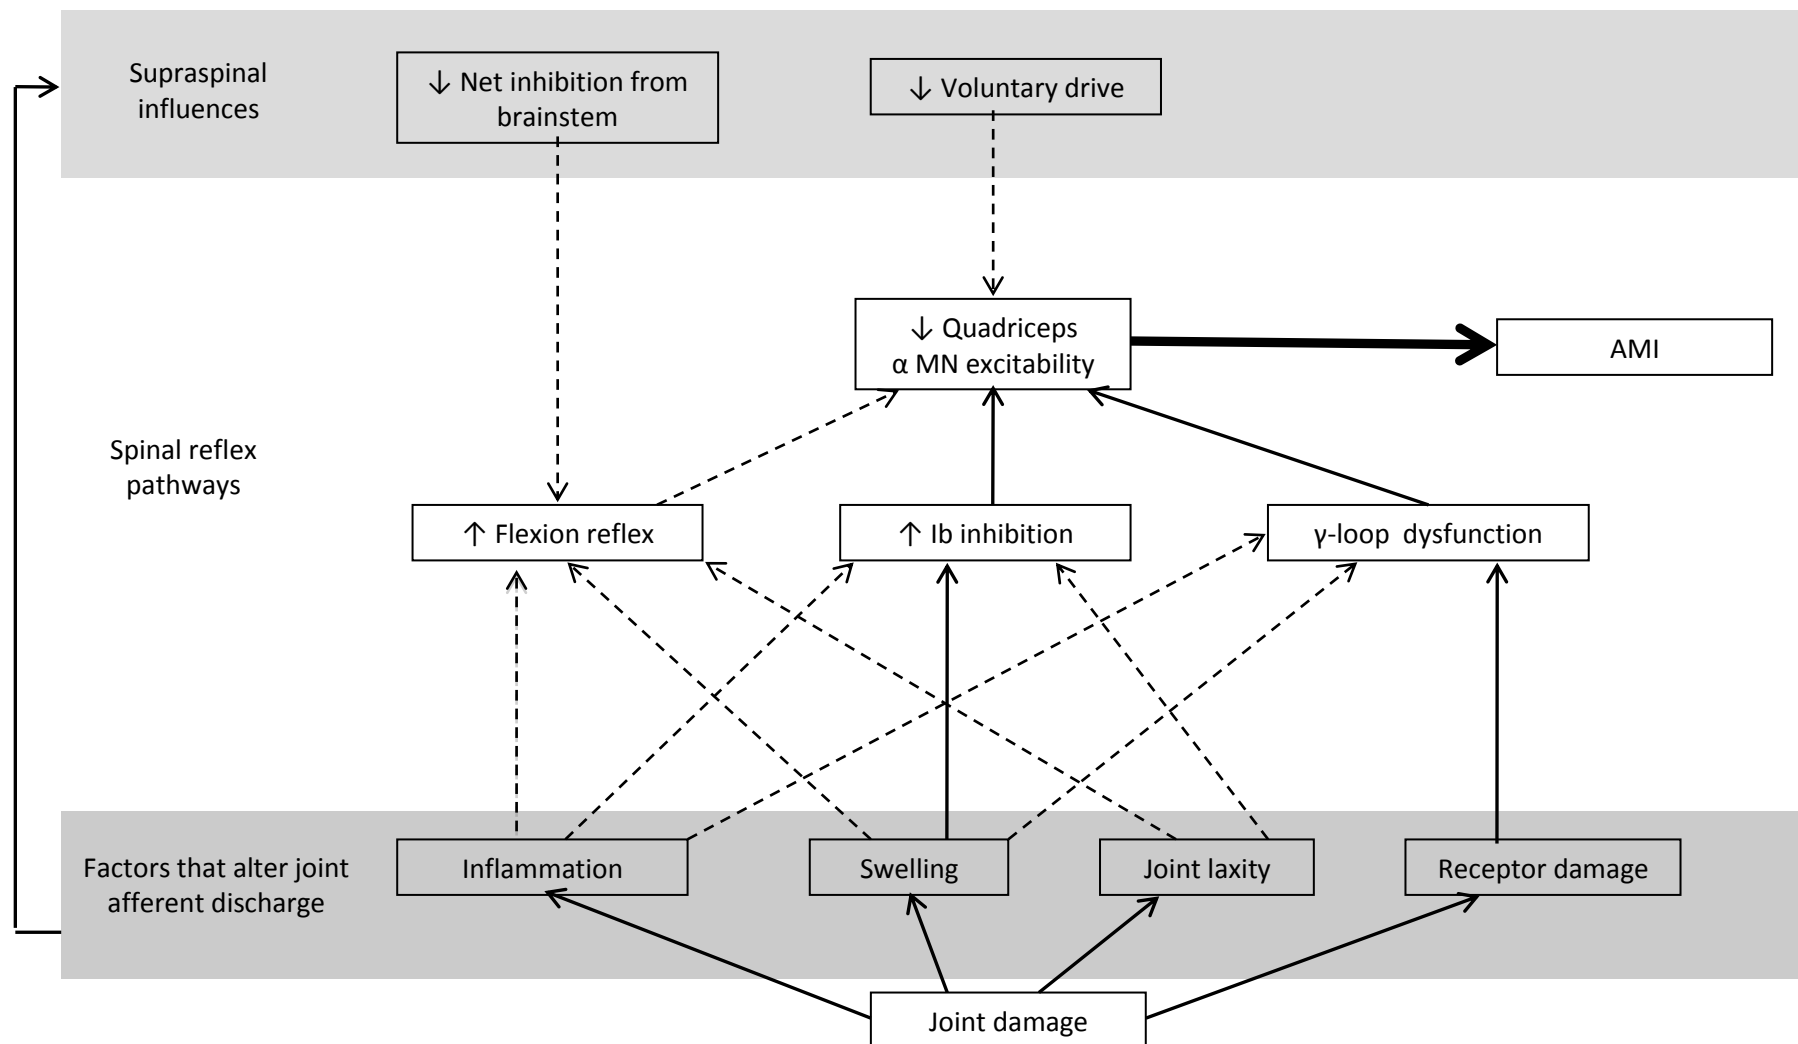 Supraspinal
influences
↓ Net inhibition from
brainstem
↓ Voluntary drive
↓ Quadriceps
α MN excitability
AMI
Spinal reflex
pathways
↑ Flexion reflex
↑ Ib inhibition
γ-loop dysfunction
Factors that alter joint
afferent discharge
Inflammation
Swelling
Joint laxity
Receptor damage
Joint damage